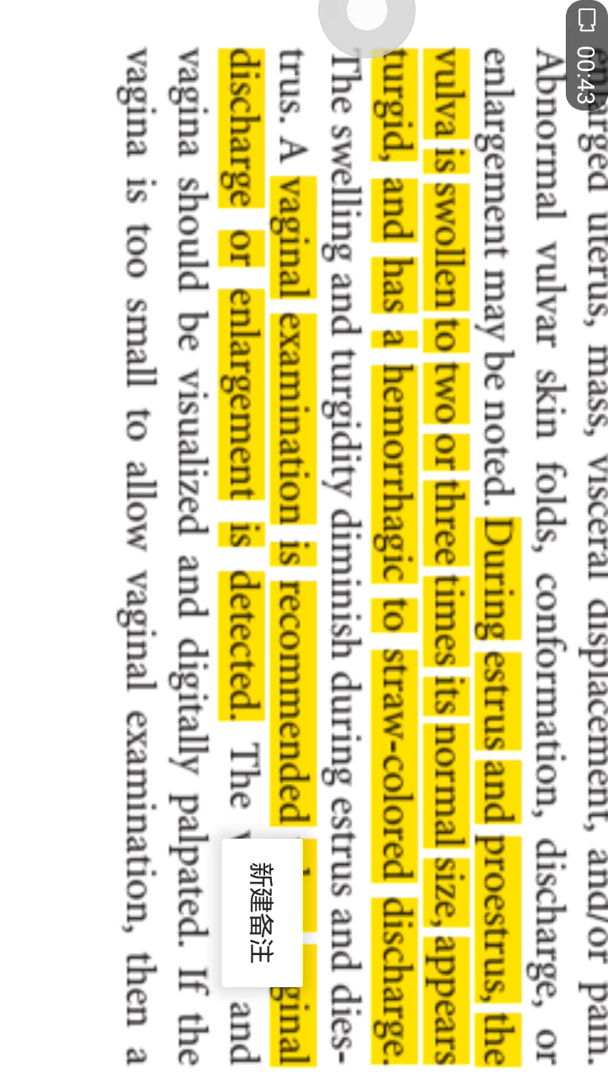 00:43
enlarged uterus, mass, visceral displacement, and/or pain.
Abnormal vulvar skin folds, conformation, discharge, or
enlargement may be noted. During estrus and proestrus, the
vulva is swollen to two or three times its normal size, appears
turgid, and has a hemorrhagic to straw-colored discharge.
The swelling and turgidity diminish during estrus and dies-
trus. A vaginal examination is recommended
discharge or enlargement is detected. The and
vagina should be visualized and digitally palpated. If the
vagina is too small to allow vaginal examination, then a
新建备注